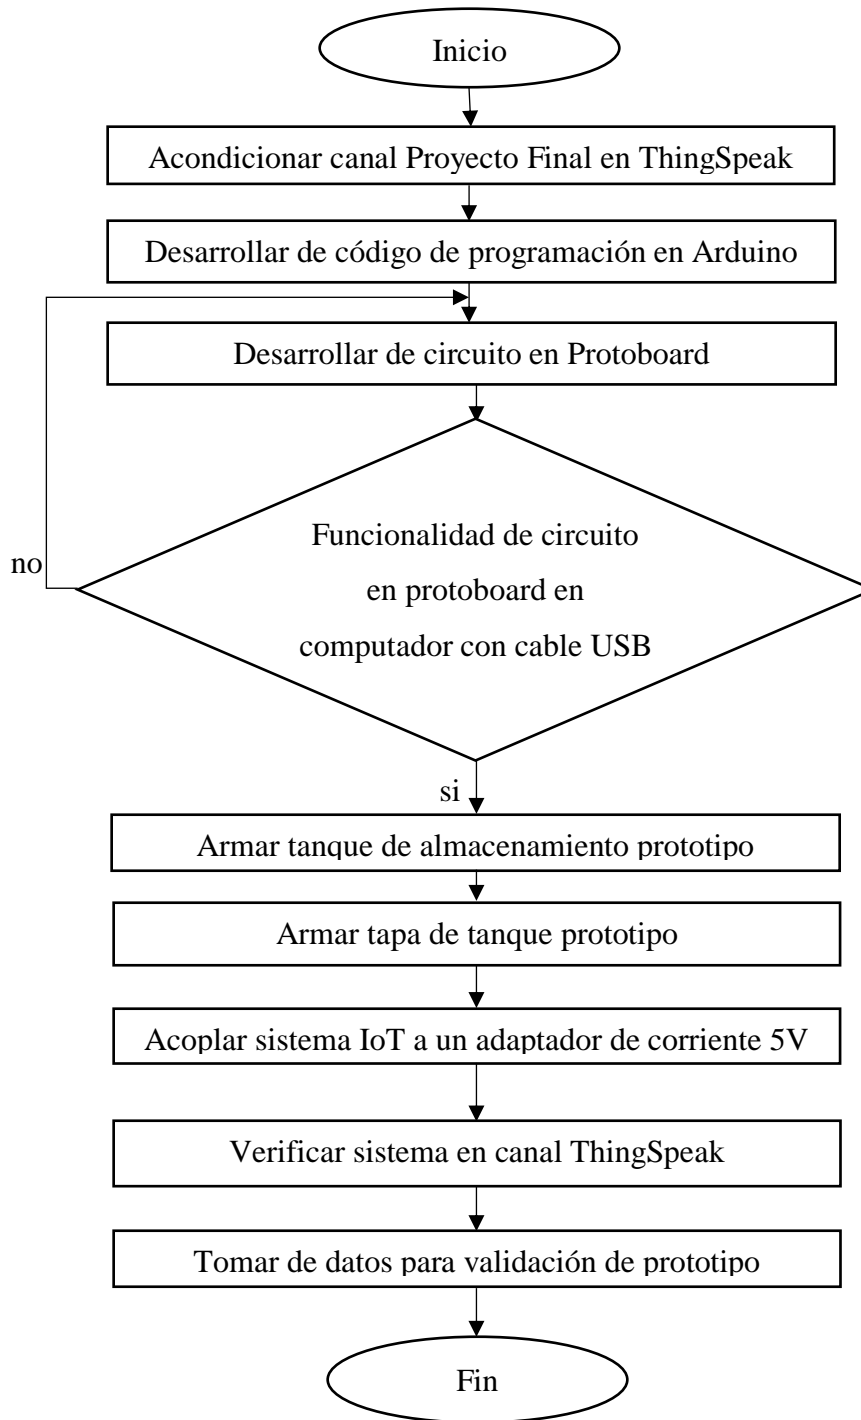 Inicio
Acondicionar canal Proyecto Final en ThingSpeak
Desarrollar de código de programación en Arduino
Desarrollar de circuito en Protoboard
Funcionalidad de circuito
en protoboard en
computador con cable USB
no
si
Armar tanque de almacenamiento prototipo
Armar tapa de tanque prototipo
Acoplar sistema IoT a un adaptador de corriente 5V
Verificar sistema en canal ThingSpeak
Tomar de datos para validación de prototipo
Fin